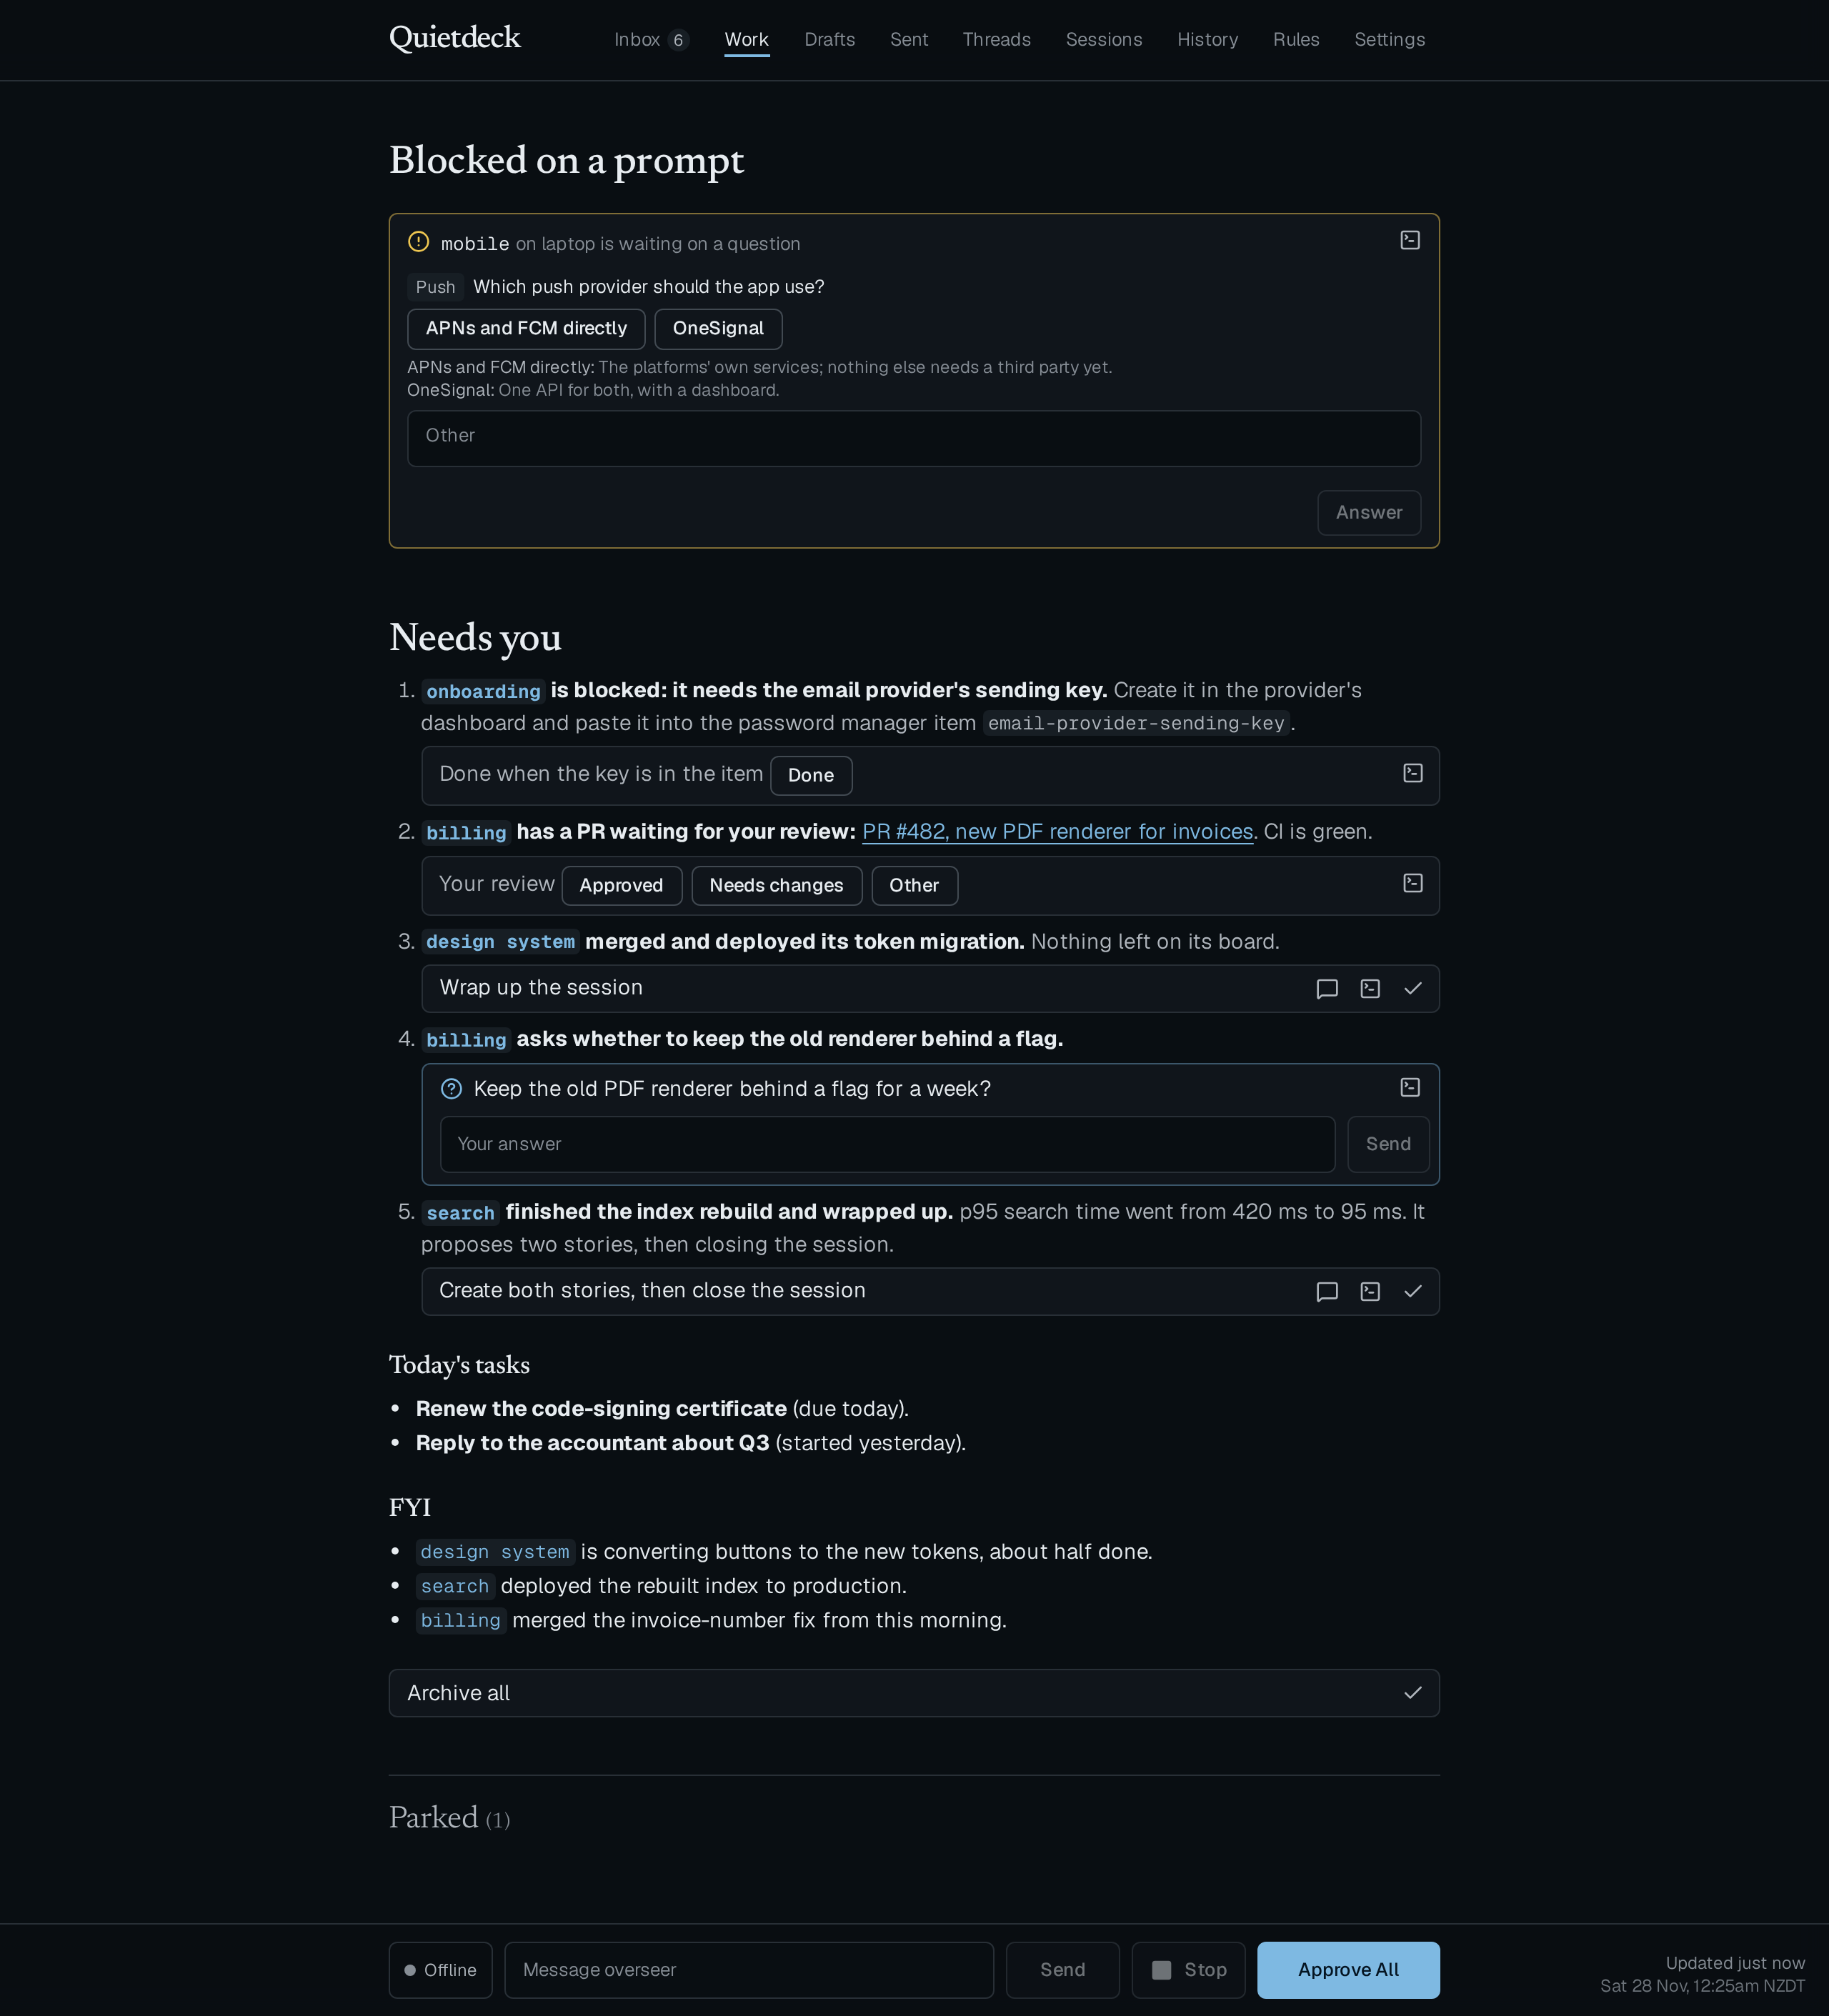 Quietdeck
Inbox 6
Work
Drafts
Sent
Threads
Sessions
History
Rules
Settings
Blocked on a prompt
mobile on laptop is waiting on a question
Push Which push provider should the app use?
APNs and FCM directly
OneSignal
APNs and FCM directly: The platforms' own services; nothing else needs a third party yet.
OneSignal: One API for both, with a dashboard.
Other
Answer
Needs you
1. onboarding is blocked: it needs the email provider's sending key. Create it in the provider's
dashboard and paste it into the password manager item email-provider-sending-key.
Done when the key is in the item Done
2. billing has a PR waiting for your review: PR #482, new PDF renderer for invoices. CI is green.
Your review Approved Needs changes Other
3. design system merged and deployed its token migration. Nothing left on its board.
Wrap up the session
4. billing asks whether to keep the old renderer behind a flag.
Keep the old PDF renderer behind a flag for a week?
Your answer
Send
5. search finished the index rebuild and wrapped up. p95 search time went from 420 ms to 95 ms. It
proposes two stories, then closing the session.
Create both stories, then close the session
Today's tasks
• Renew the code-signing certificate (due today).
• Reply to the accountant about Q3 (started yesterday).
FYI
• design system is converting buttons to the new tokens, about half done.
• search deployed the rebuilt index to production.
• billing merged the invoice-number fix from this morning.
Archive all
Parked (1)
Offline
Message overseer
Send
Stop
Approve All
Updated just now
Sat 28 Nov, 12:25am NZDT